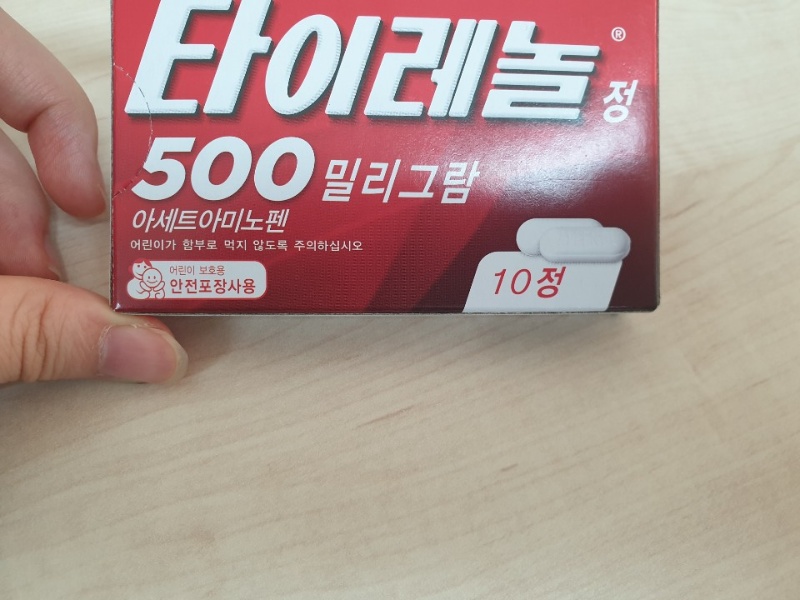 타이레놀® 정
500 밀리그람
아세트아미노펜
어린이가 함부로 먹지 않도록 주의하십시오
어린이 보호용
안전포장사용
10정